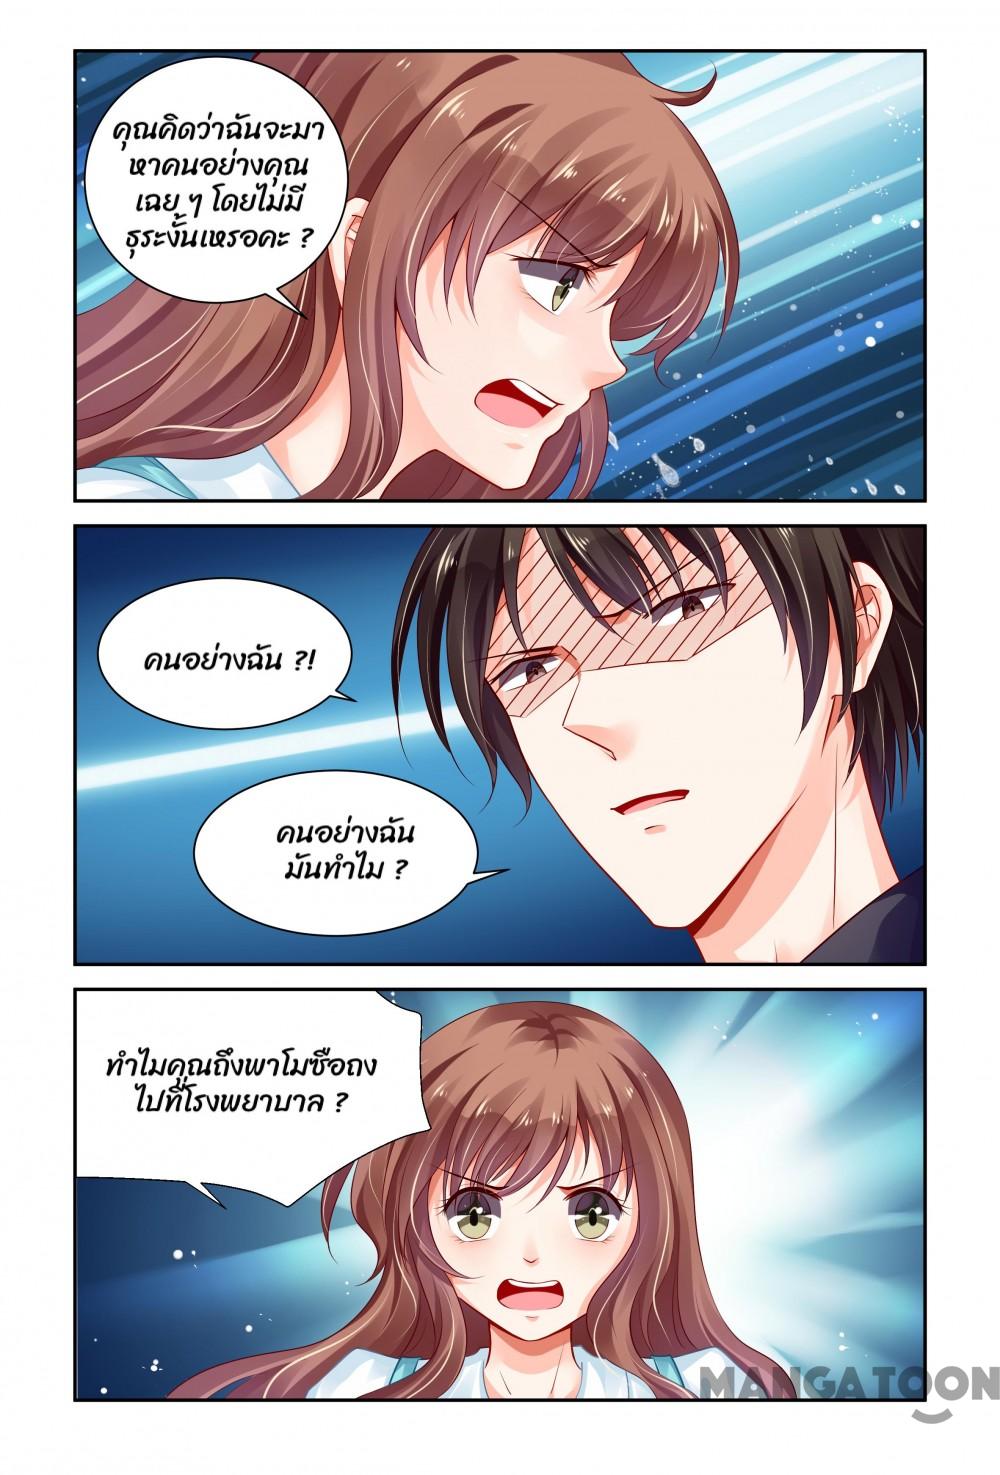 คุณคิดว่าฉันจะมา
หาคนอย่างคุณ
เฉย ๆ โดยไม่มี
ธุระงั้นเหรอคะ ?
คนอย่างฉัน ?!
คนอย่างฉัน
มันทำไม ?
ทำไมคุณถึงพาโมซือถง
ไปที่โรงพยาบาล ?
MANGATOON